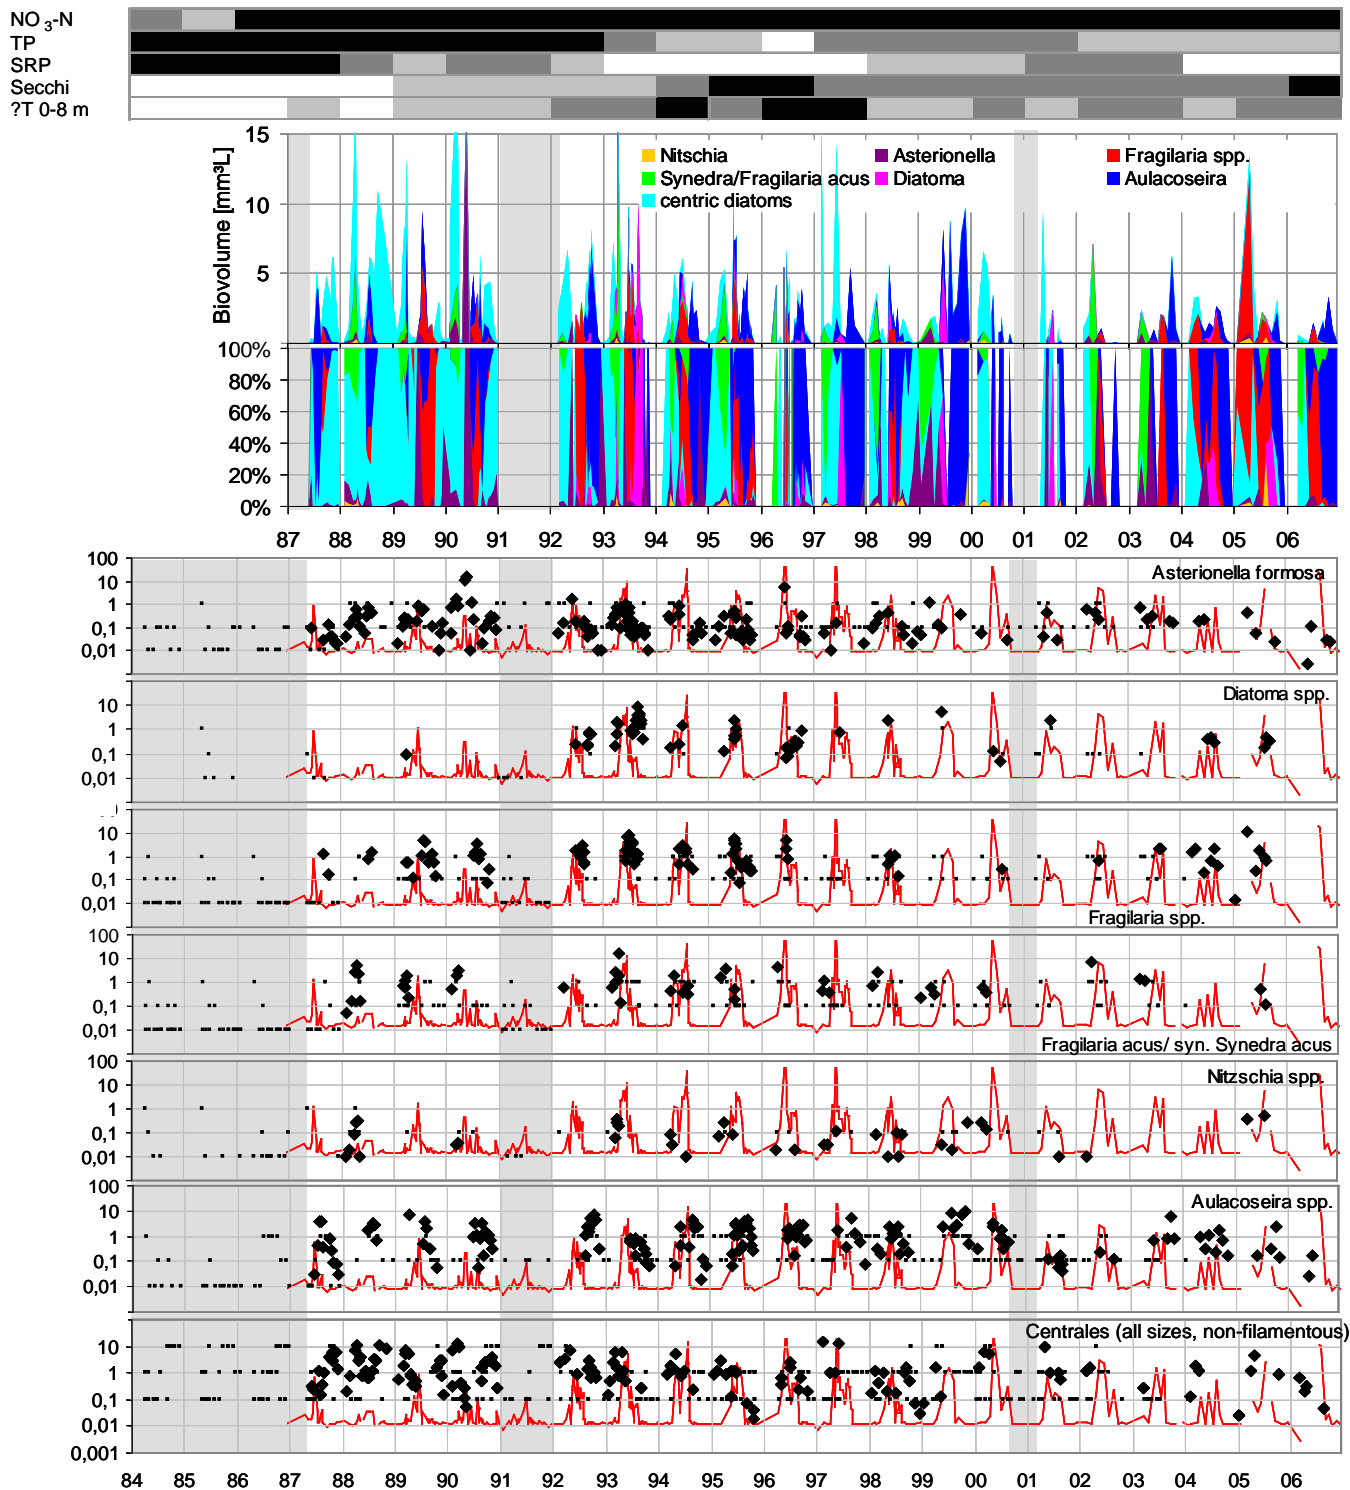 NO 3-N
TP
SRP
Secchi
?T 0-8 m
Biovolume [mm³L]
15
10
5
Nitschia
Asterionella
Fragilaria spp.
Synedra/Fragilaria acus
Diatoma
Aulacoseira
centric diatoms
100%
80%
60%
40%
20%
0%
87 88 89 90 91 92 93 94 95 96 97 98 99 00 01 02 03 04 05 06
Asterionella formosa
100
10
1
0,1
0,01
Diatoma spp.
10
1
0,1
0,01
10
1
0,1
0,01
Fragilaria spp.
100
10
1
0,1
0,01
Fragilaria acus/ syn. Synedra acus
Nitzschia spp.
100
10
1
0,1
0,01
Aulacoseira spp.
100
10
1
0,1
0,01
Centrales (all sizes, non-filamentous)
10
1
0,1
0,01
0,001
84 85 86 87 88 89 90 91 92 93 94 95 96 97 98 99 00 01 02 03 04 05 06